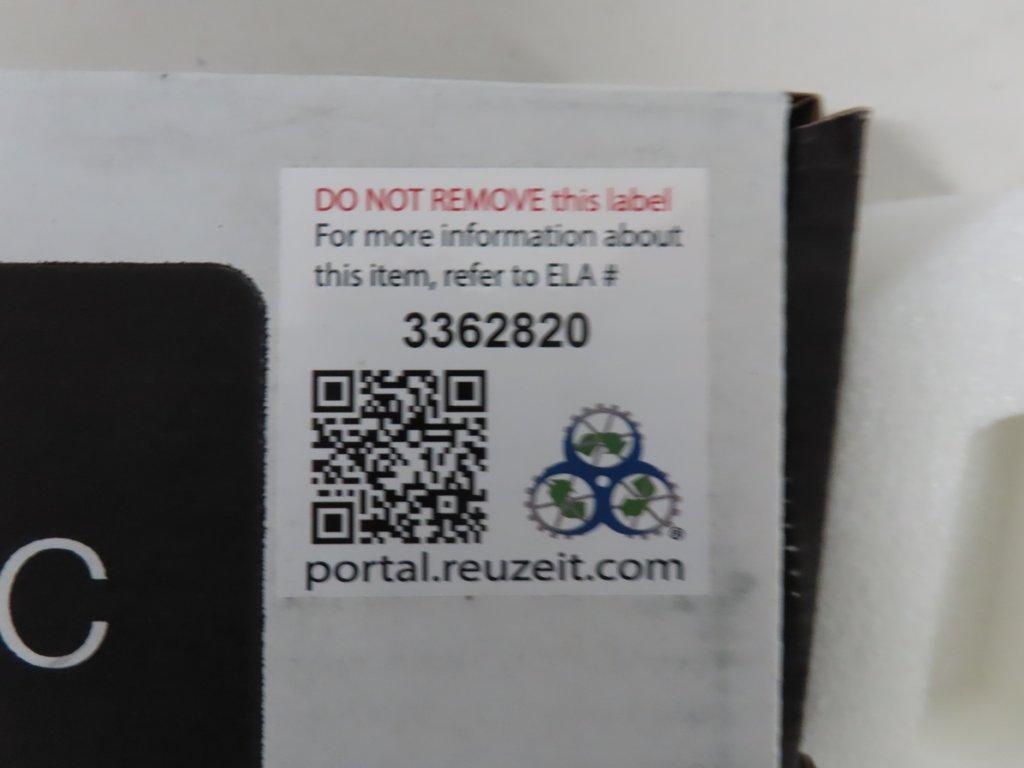 DO NOT REMOVE this label
For more information about
this item, refer to ELA #
3362820
®
portal.reuzeit.com
C